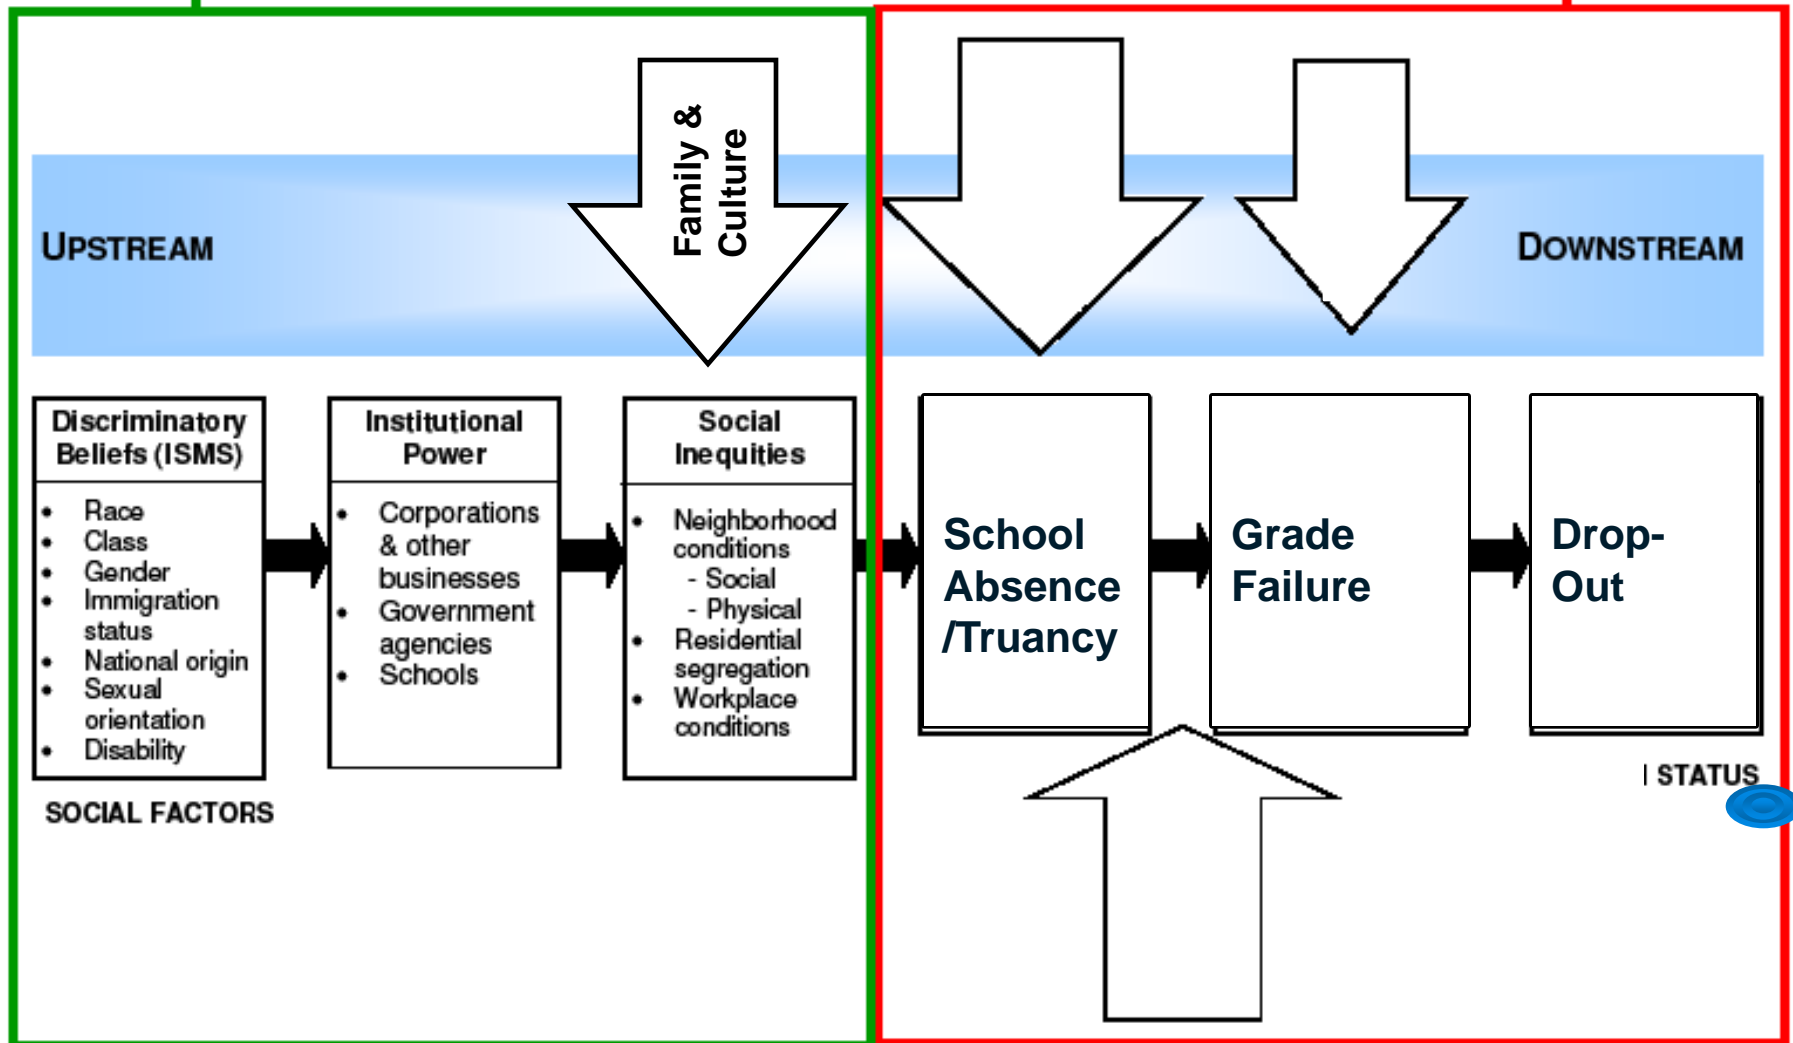 Family &
Culture
UPSTREAM
DOWNSTREAM
Discriminatory
Beliefs (ISMS)
• Race
• Class
• Gender
• Immigration
status
• National origin
• Sexual
orientation
• Disability
Institutional
Power
• Corporations
& other
businesses
• Government
agencies
• Schools
Social
Inequities
• Neighborhood
conditions
- Social
- Physical
• Residential
segregation
• Workplace
conditions
School
Absence
/Truancy
Grade
Failure
Drop-
Out
SOCIAL FACTORS
STATUS